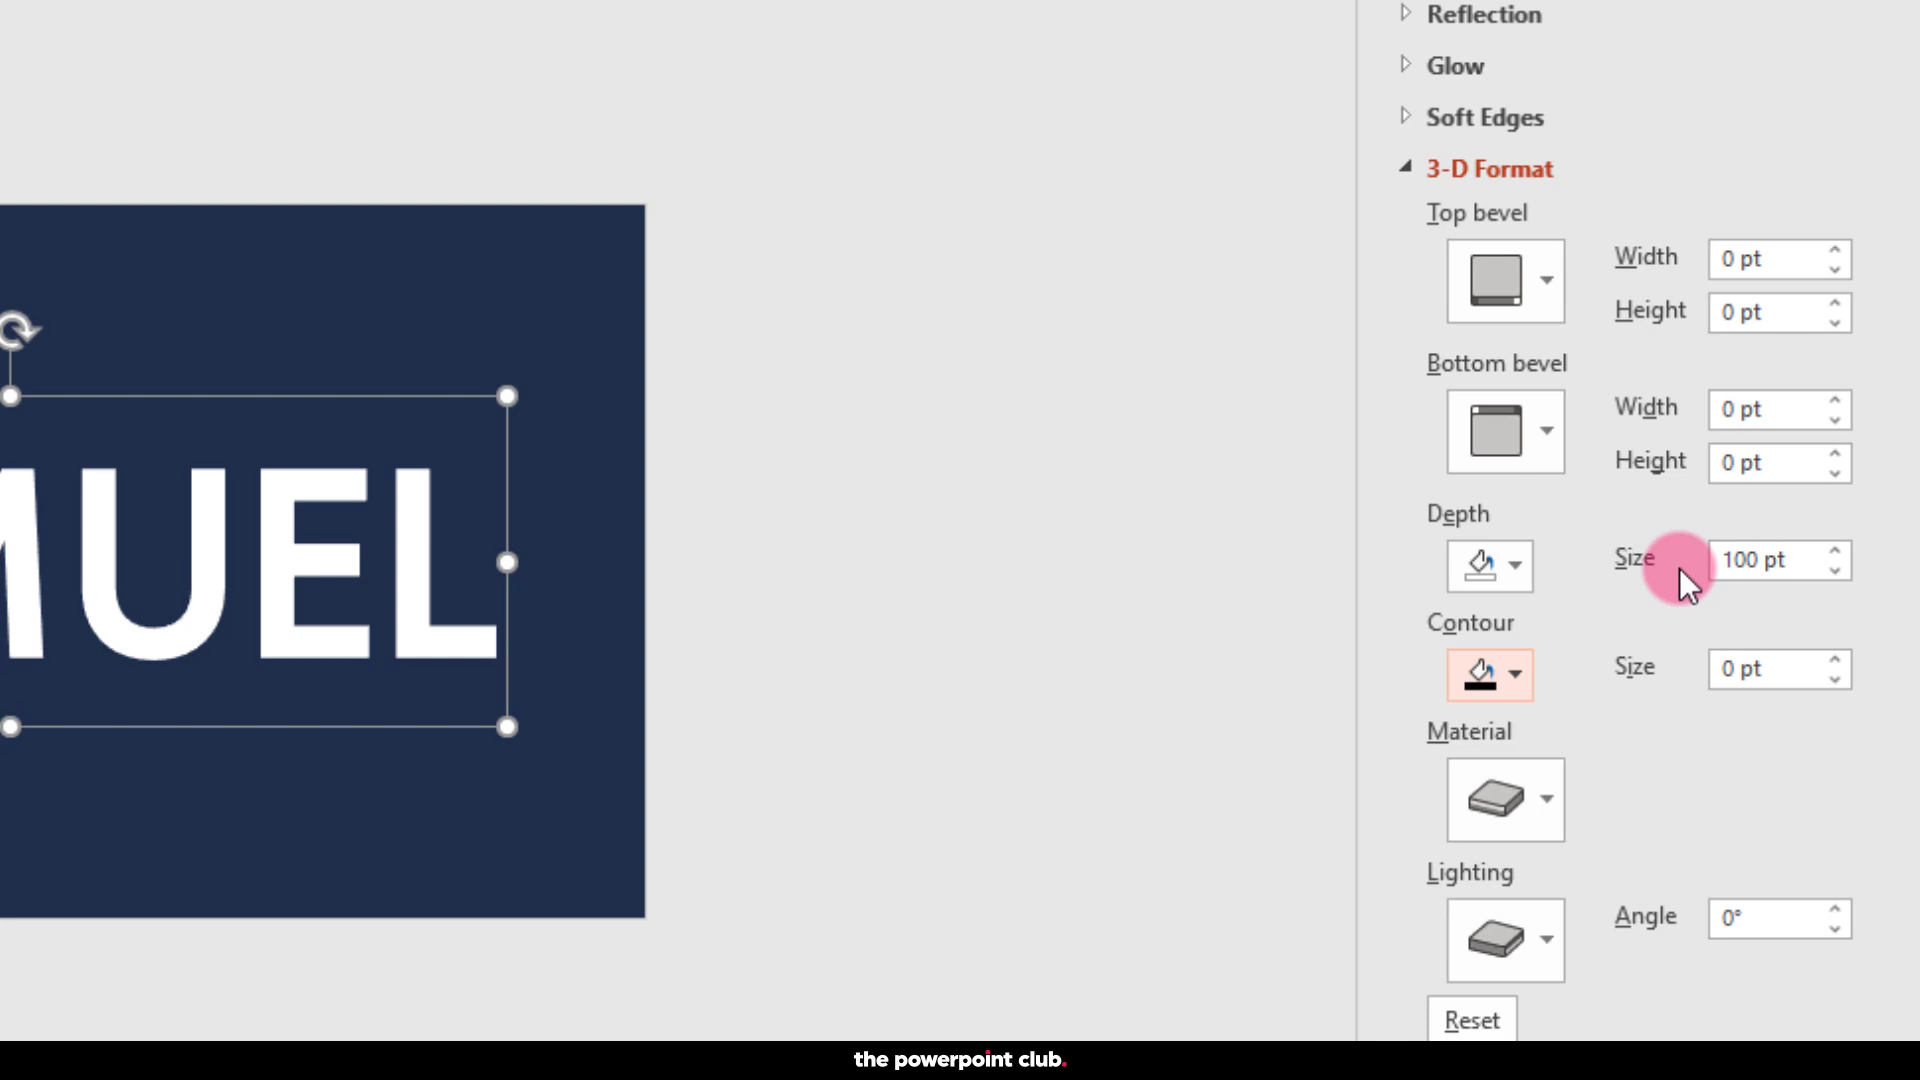 Reflection
Glow
Soft Edges
3-D Format
Top bevel
Width 0 pt
Height 0 pt
Bottom bevel
Width 0 pt
Height 0 pt
Depth
Size 100 pt
Contour
Size 0 pt
Material
Lighting
Angle 0°
Reset
MUEL
the powerpoint club.